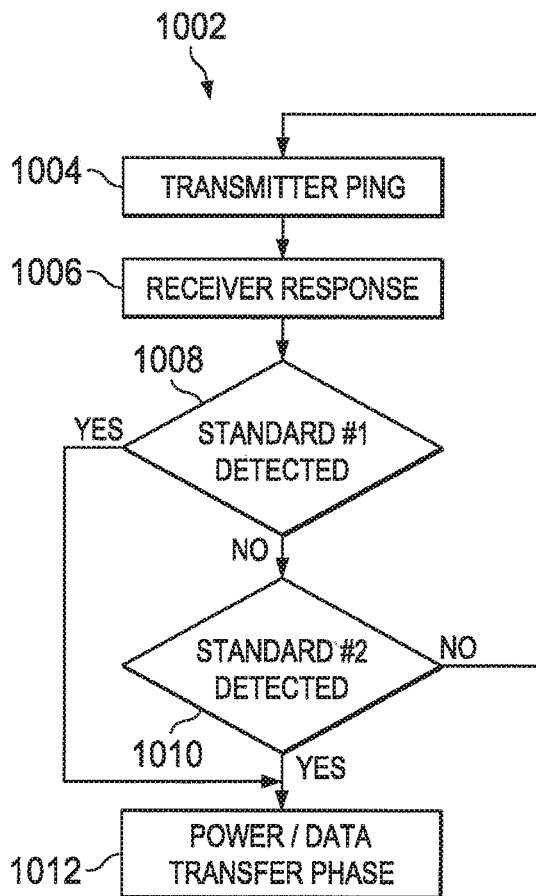 1002
1004
TRANSMITTER PING
1006
RECEIVER RESPONSE
1008
YES
STANDARD #1
DETECTED
NO
STANDARD #2
DETECTED
NO
1010
YES
1012
POWER / DATA
TRANSFER PHASE